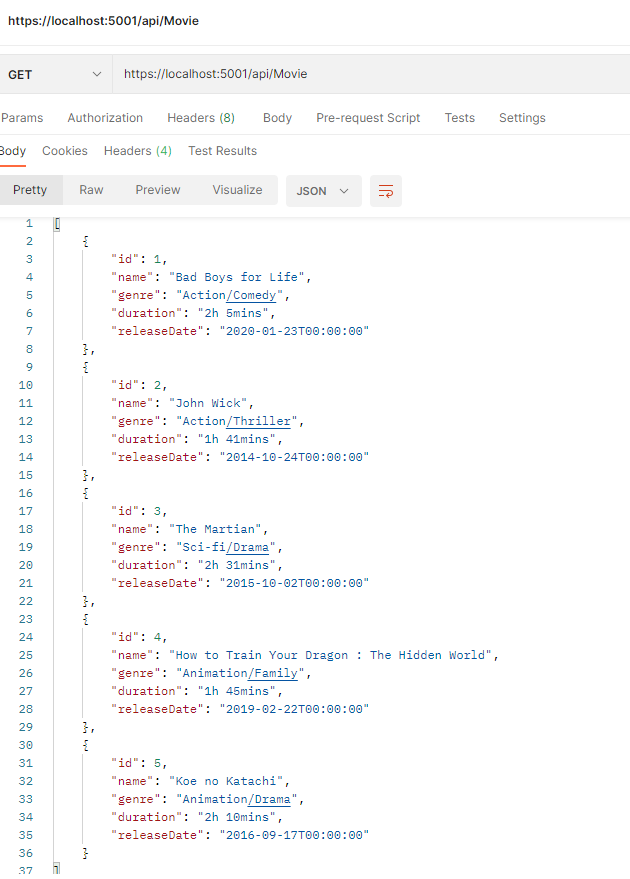 https://localhost:5001/api/Movie
GET https://localhost:5001/api/Movie
Params Authorization Headers (8) Body Pre-request Script Tests Settings
Body Cookies Headers (4) Test Results
Pretty Raw Preview Visualize JSON
1 [
2 {
3 "id": 1,
4 "name": "Bad Boys for Life",
5 "genre": "Action/Comedy",
6 "duration": "2h 5mins",
7 "releaseDate": "2020-01-23T00:00:00"
8 },
9 {
10 "id": 2,
11 "name": "John Wick",
12 "genre": "Action/Thriller",
13 "duration": "1h 41mins",
14 "releaseDate": "2014-10-24T00:00:00"
15 },
16 {
17 "id": 3,
18 "name": "The Martian",
19 "genre": "Sci-fi/Drama",
20 "duration": "2h 31mins",
21 "releaseDate": "2015-10-02T00:00:00"
22 },
23 {
24 "id": 4,
25 "name": "How to Train Your Dragon : The Hidden World",
26 "genre": "Animation/Family",
27 "duration": "1h 45mins",
28 "releaseDate": "2019-02-22T00:00:00"
29 },
30 {
31 "id": 5,
32 "name": "Koe no Katachi",
33 "genre": "Animation/Drama",
34 "duration": "2h 10mins",
35 "releaseDate": "2016-09-17T00:00:00"
36 }
37 ]